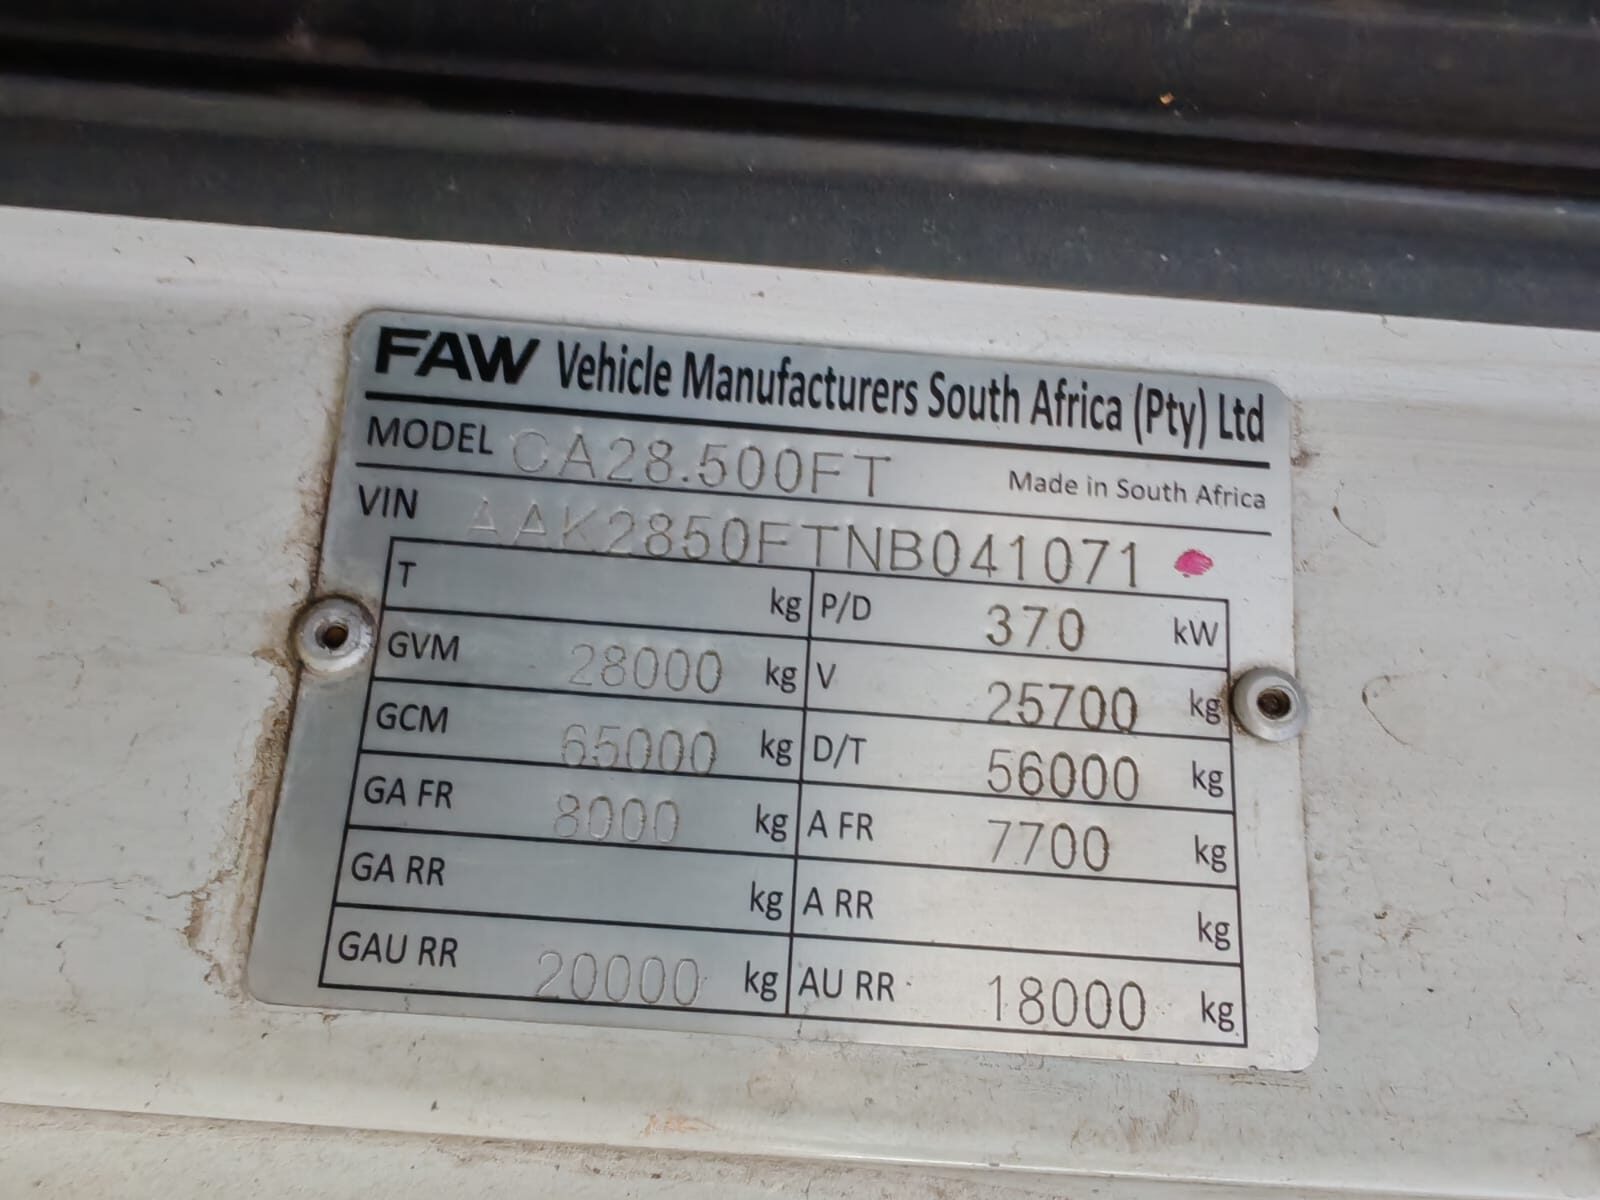 FAW Vehicle Manufacturers South Africa (Pty) Ltd
MODEL CA28.500FT Made in South Africa
VIN AAK2850FTNB041071
T kg P/D 370 kW
GVM 28000 kg V 25700 kg
GCM 65000 kg D/T 56000 kg
GA FR 8000 kg A FR 7700 kg
GA RR kg A RR kg
GAU RR 20000 kg AU RR 18000 kg